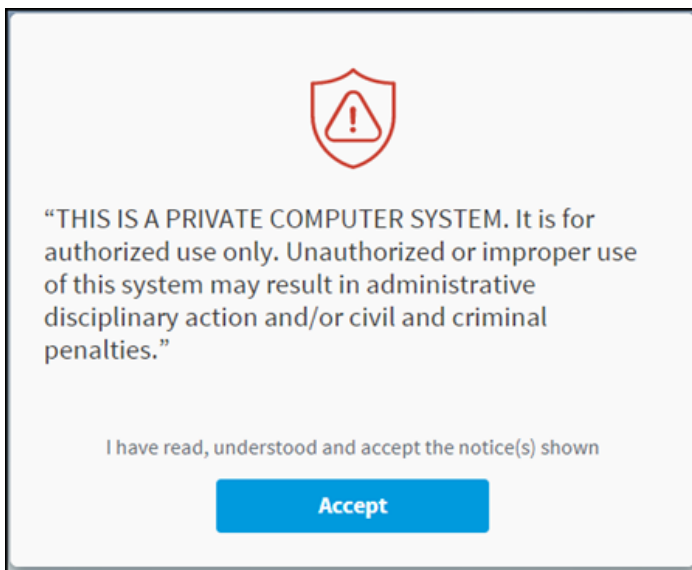 “THIS IS A PRIVATE COMPUTER SYSTEM. It is for
authorized use only. Unauthorized or improper use
of this system may result in administrative
disciplinary action and/or civil and criminal
penalties.”
I have read, understood and accept the notice(s) shown
Accept